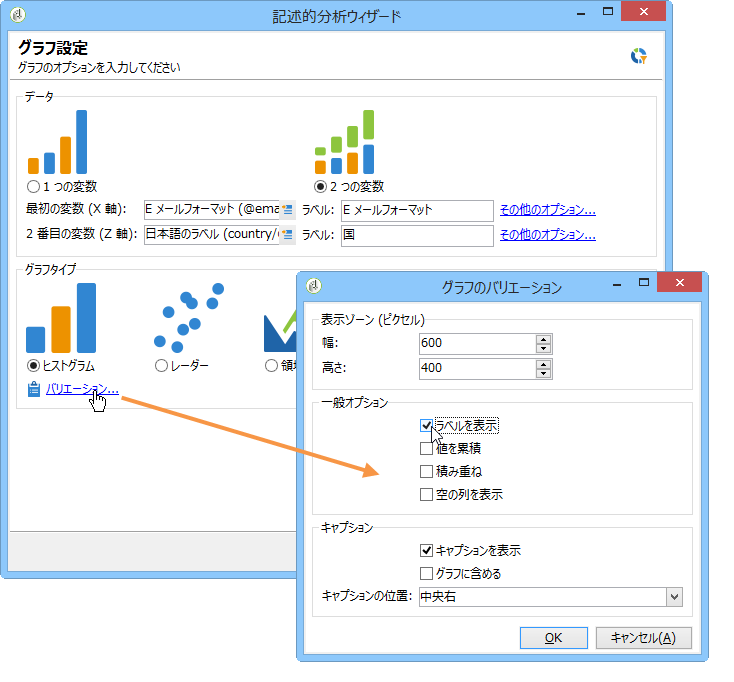 記述的分析ウィザード
グラフ設定
グラフのオプションを入力してください
データ
1 つの変数
2 つの変数
最初の変数 (X 軸):
E メールフォーマット (@ema
ラベル:
E メールフォーマット
その他のオプション...
2 番目の変数 (Z 軸):
日本語のラベル (country/
ラベル:
国
その他のオプション...
グラフタイプ
ヒストグラム
レーダー
領
バリエーション...
グラフのバリエーション
表示ゾーン (ピクセル)
幅:
600
高さ:
400
一般オプション
ラベルを表示
値を累積
積み重ね
空の列を表示
キャプション
キャプションを表示
グラフに含める
キャプションの位置:
中央右
OK
キャンセル(A)